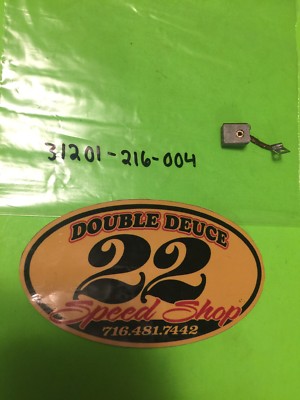 31201-216-004
DOUBLE DEUCE
22
Speed Shop
716.481.7442